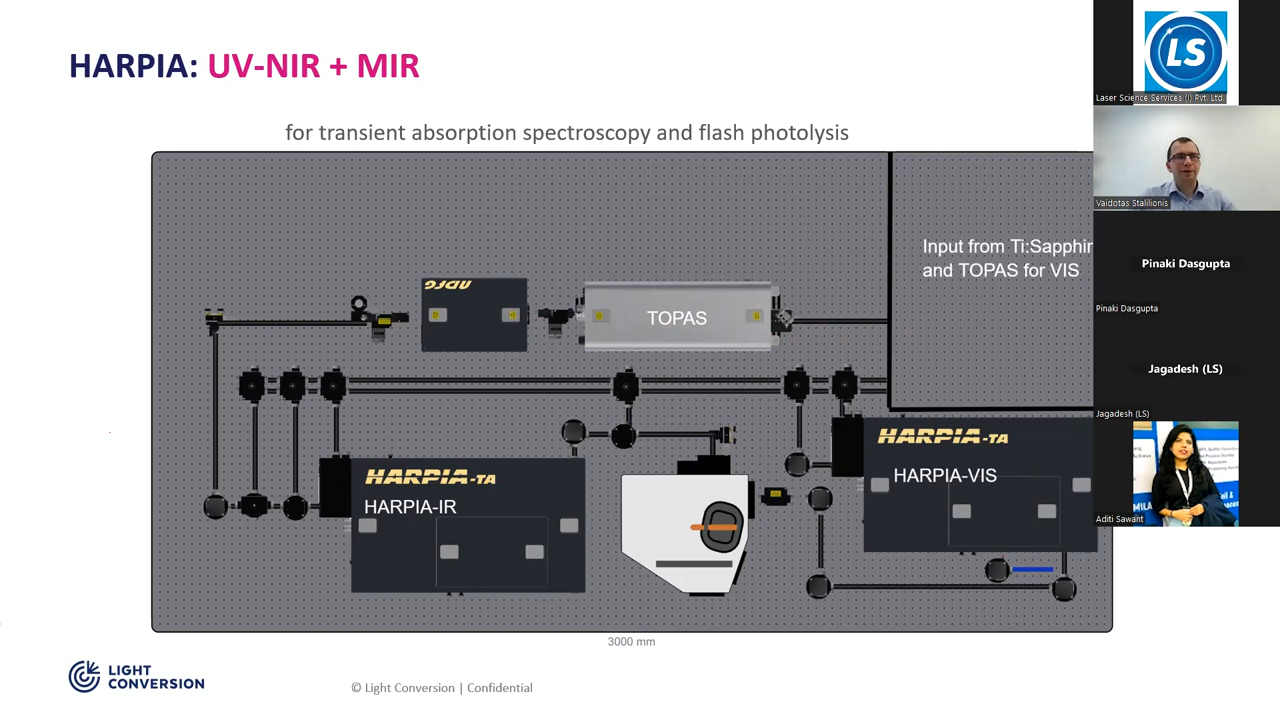 HARPIA: UV-NIR + MIR
for transient absorption spectroscopy and flash photolysis
Input from Ti:Sapphir
and TOPAS for VIS
NDFG
TOPAS
HARPIA-TA
HARPIA-IR
HARPIA-TA
HARPIA-VIS
3000 mm
LIGHT
CONVERSION
© Light Conversion | Confidential
LS
Laser Science Services (I) Pvt. Ltd.
Vaidotas Stalilionis
Pinaki Dasgupta
Pinaki Dasgupta
Jagadesh (LS)
Jagadesh (LS)
MILA
Aditi Sawant